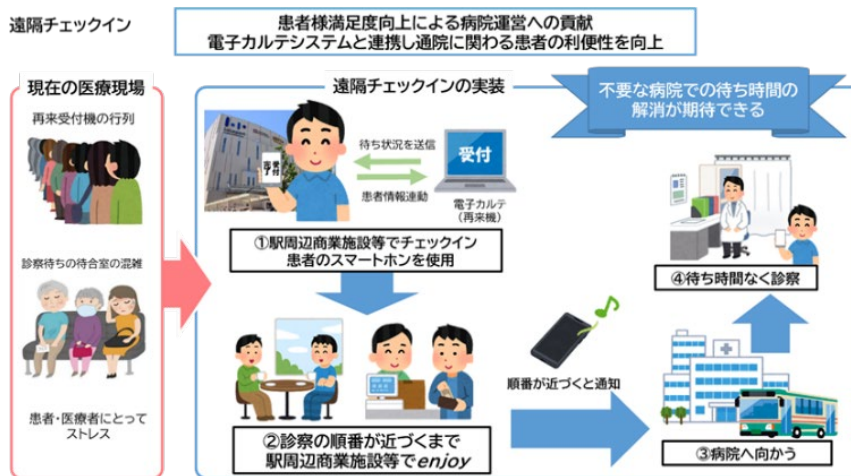 遠隔チェックイン
患者様満足度向上による病院運営への貢献
電子カルテシステムと連携し通院に関わる患者の利便性を向上
現在の医療現場
再来受付機の行列
診察待ちの待合室の混雑
患者・医療者にとって
ストレス
遠隔チェックインの実装
不要な病院での待ち時間の
解消が期待できる
受付
完了
待ち状況を送信
患者情報連動
受付
電子カルテ
(再来機)
①駅周辺商業施設等でチェックイン
患者のスマートホンを使用
②診察の順番が近づくまで
駅周辺商業施設等でenjoy
順番が近づくと通知
③病院へ向かう
④待ち時間なく診察